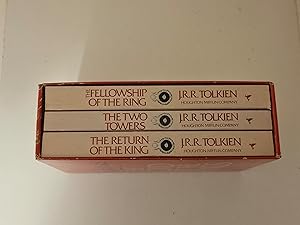 THE FELLOWSHIP
OF THE RING
J.R.R. TOLKIEN
HOUGHTON MIFFLIN COMPANY
THE TWO
TOWERS
J.R.R. TOLKIEN
HOUGHTON MIFFLIN COMPANY
THE RETURN
OF THE KING
J.R.R. TOLKIEN
HOUGHTON MIFFLIN COMPANY